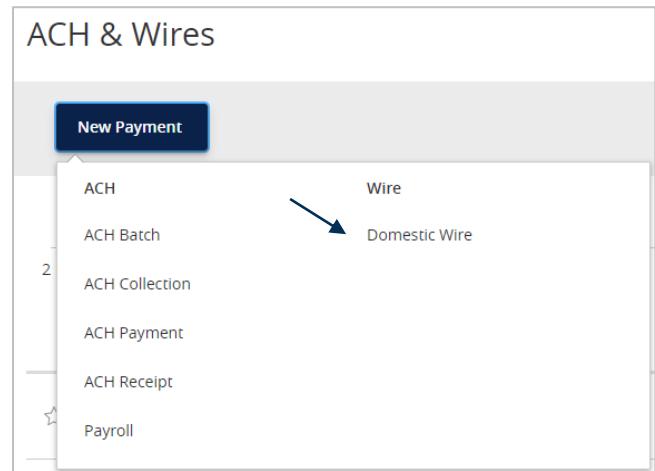 ACH & Wires
New Payment
ACH
Wire
ACH Batch
Domestic Wire
2
ACH Collection
ACH Payment
ACH Receipt
Payroll